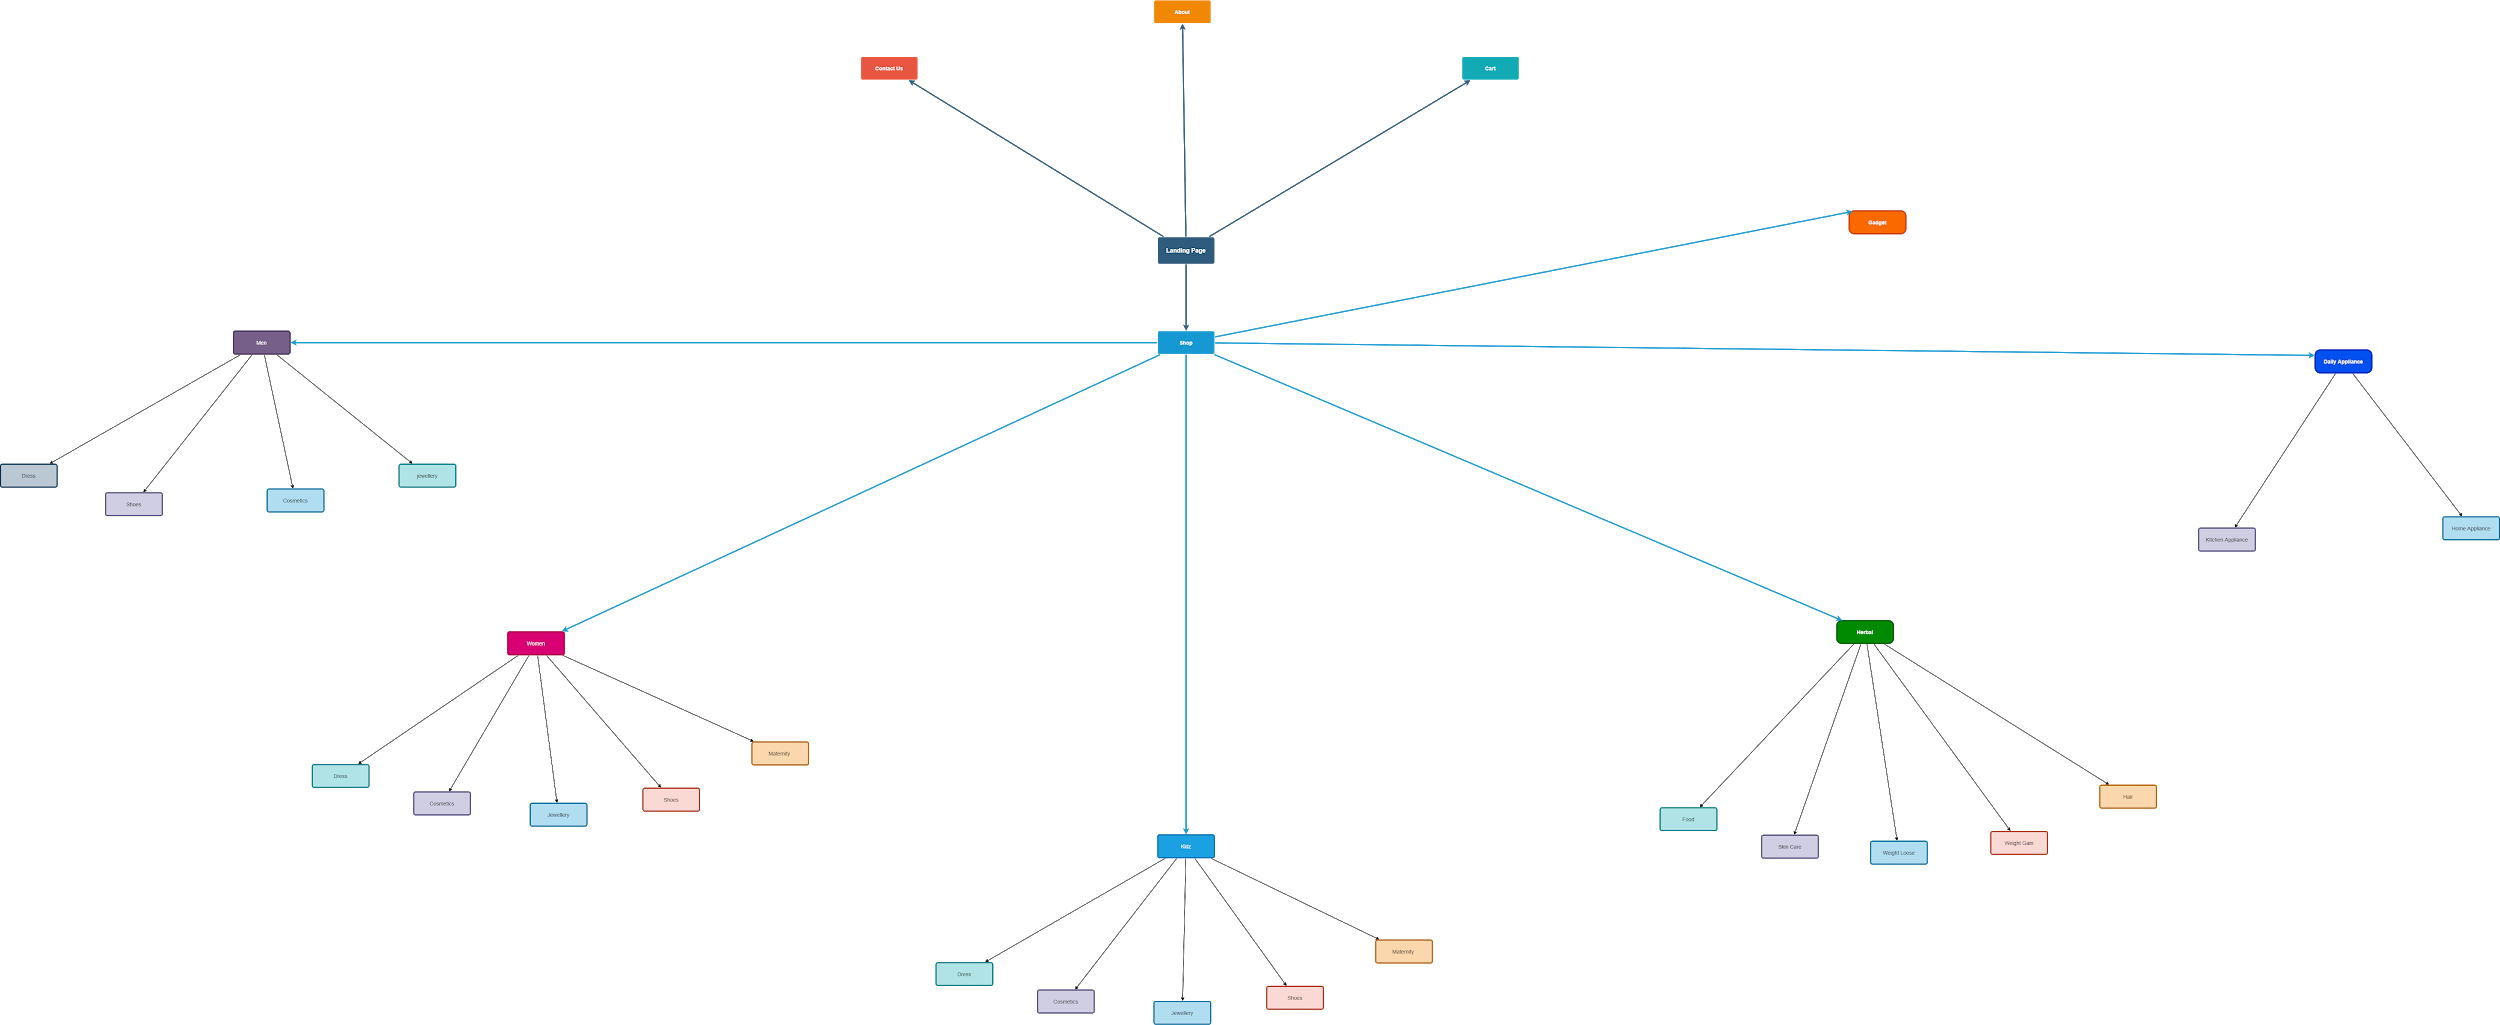 About
Contact Us
Cart
Gadget
Landing Page
Men
Shop
Daily Appliance
Dress
jewellery
Shoes
Cosmetics
Kitchen Appliance
Home Appliance
Women
Herbal
Maternity
Dress
Cosmetics
Jewellery
Shoes
Hair
Food
Skin Care
Weight Loose
Weight Gain
Kidz
Maternity
Dress
Cosmetics
Jewellery
Shoes